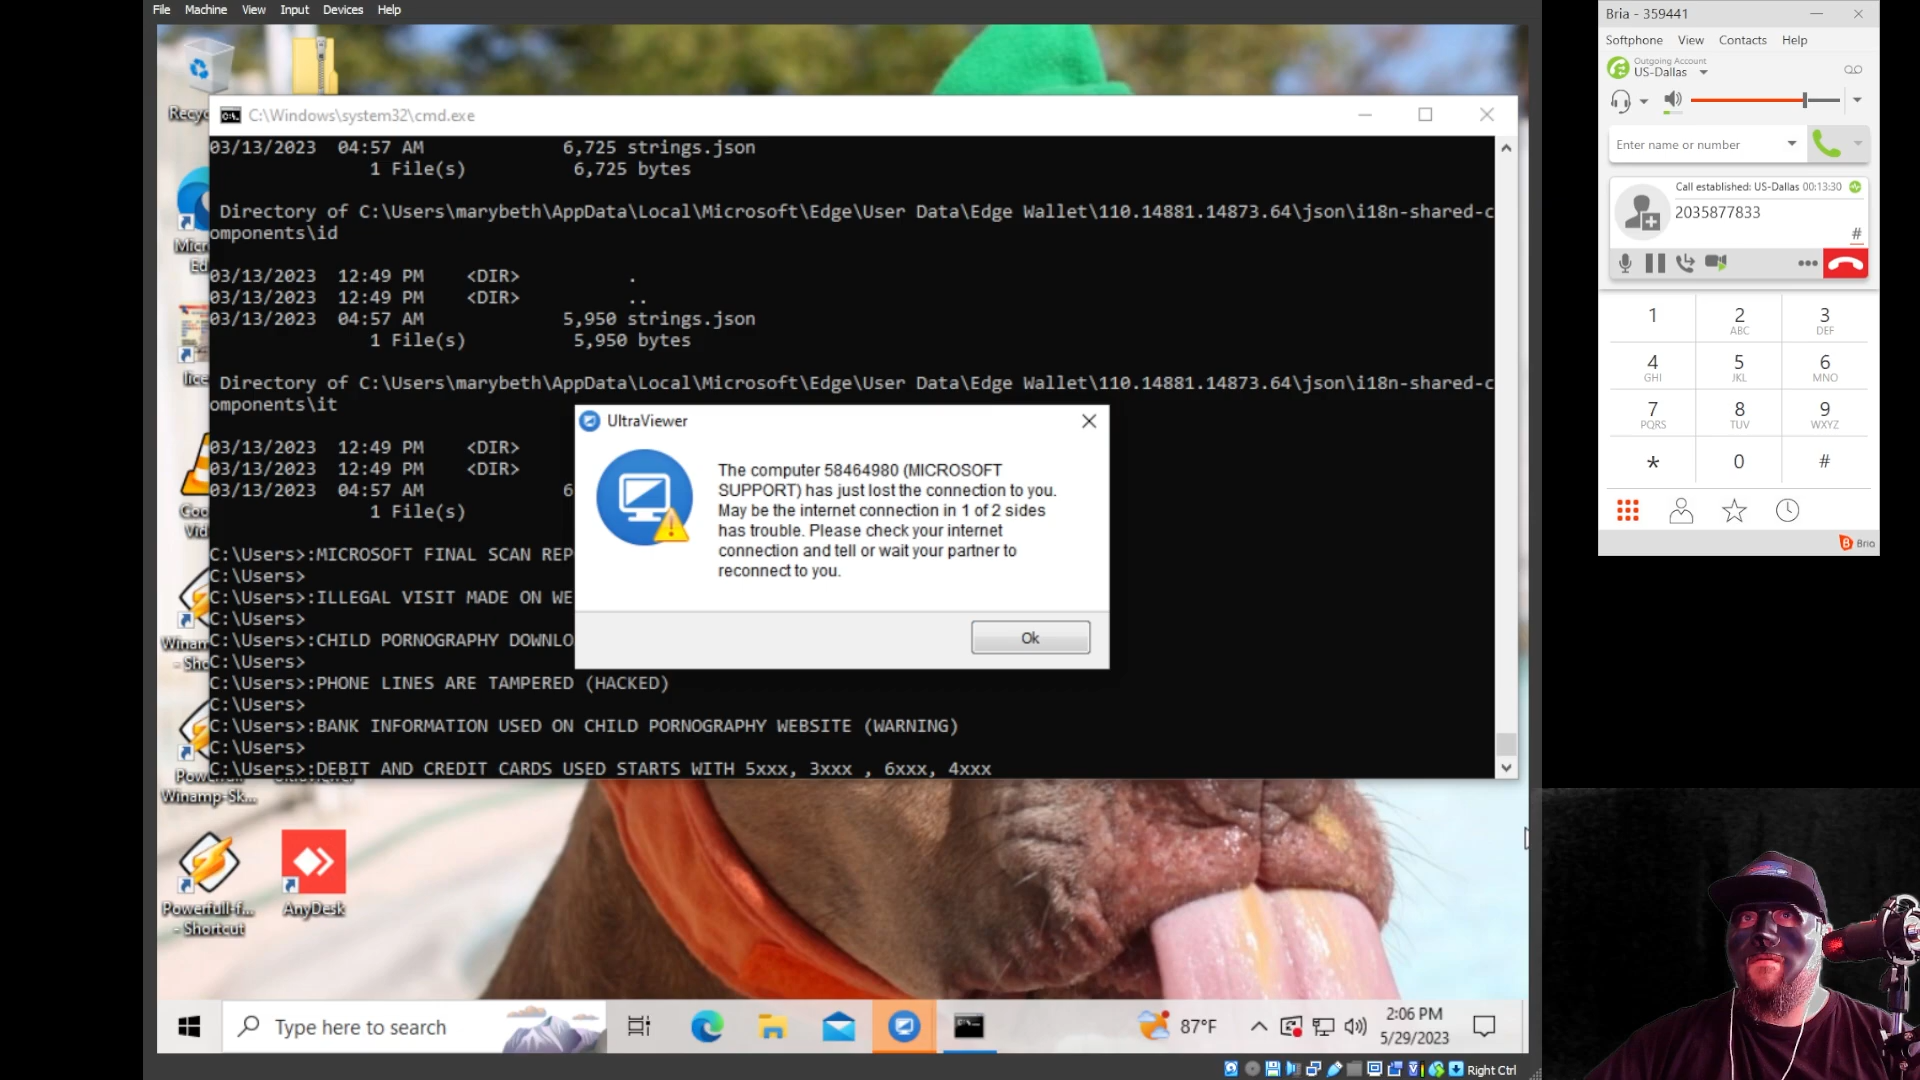 File Machine View Input Devices Help
C:\Windows\system32\cmd.exe
03/13/2023 04:57 AM 6,725 strings.json
1 File(s) 6,725 bytes
Directory of C:\Users\marybeth\AppData\Local\Microsoft\Edge\User Data\Edge Wallet\110.14881.14873.64\json\i18n-shared-c
omponents\id
03/13/2023 12:49 PM <DIR> .
03/13/2023 12:49 PM <DIR> ..
03/13/2023 04:57 AM 5,950 strings.json
1 File(s) 5,950 bytes
Directory of C:\Users\marybeth\AppData\Local\Microsoft\Edge\User Data\Edge Wallet\110.14881.14873.64\json\i18n-shared-c
omponents\it
03/13/2023 12:49 PM <DIR>
03/13/2023 12:49 PM <DIR>
03/13/2023 04:57 AM 6
1 File(s)
C:\Users>:MICROSOFT FINAL SCAN REP
C:\Users>
C:\Users>:ILLEGAL VISIT MADE ON WE
C:\Users>
C:\Users>:CHILD PORNOGRAPHY DOWNLO
C:\Users>
C:\Users>:PHONE LINES ARE TAMPERED (HACKED)
C:\Users>
C:\Users>:BANK INFORMATION USED ON CHILD PORNOGRAPHY WEBSITE (WARNING)
C:\Users>
C:\Users>:DEBIT AND CREDIT CARDS USED STARTS WITH 5xxx, 3xxx , 6xxx, 4xxx
UltraViewer
The computer 58464980 (MICROSOFT
SUPPORT) has just lost the connection to you.
May be the internet connection in 1 of 2 sides
has trouble. Please check your internet
connection and tell or wait your partner to
reconnect to you.
Ok
Winamp-Sk...
Powerfull-f...
- Shortcut
AnyDesk
Type here to search
87°F
2:06 PM
5/29/2023
Right Ctrl
Bria - 359441
Softphone View Contacts Help
Outgoing Account
US-Dallas
Enter name or number
Call established: US-Dallas 00:13:30
2035877833
#
1 2 3
ABC DEF
4 5 6
GHI JKL MNO
7 8 9
PQRS TUV WXYZ
* 0 #
Bria